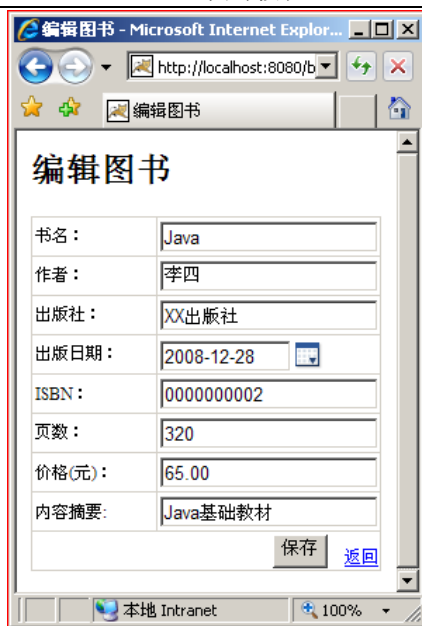 编辑图书 - Microsoft Internet Explor...
http://localhost:8080/b
编辑图书
编辑图书
书名： Java
作者： 李四
出版社： XX出版社
出版日期： 2008-12-28
ISBN： 0000000002
页数： 320
价格(元)： 65.00
内容摘要: Java基础教材
保存 返回
本地 Intranet 100%